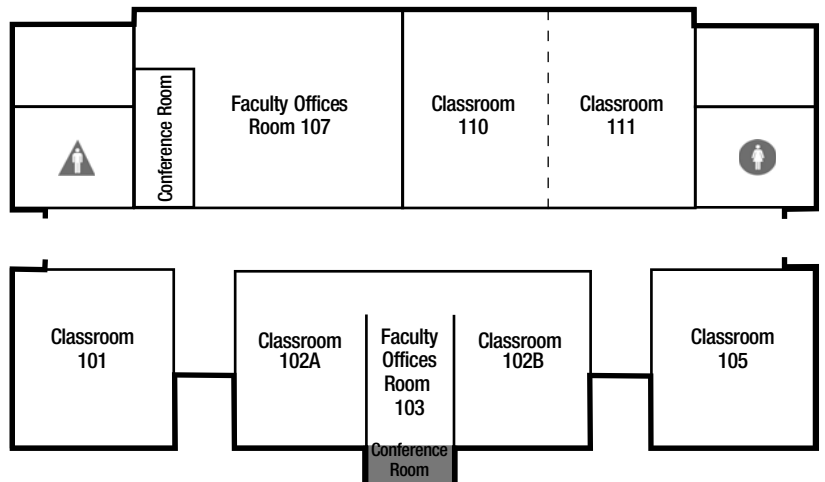 Conference Room
Faculty Offices
Room 107
Classroom
110
Classroom
111
Classroom
101
Classroom
102A
Faculty
Offices
Room
103
Conference
Room
Classroom
102B
Classroom
105